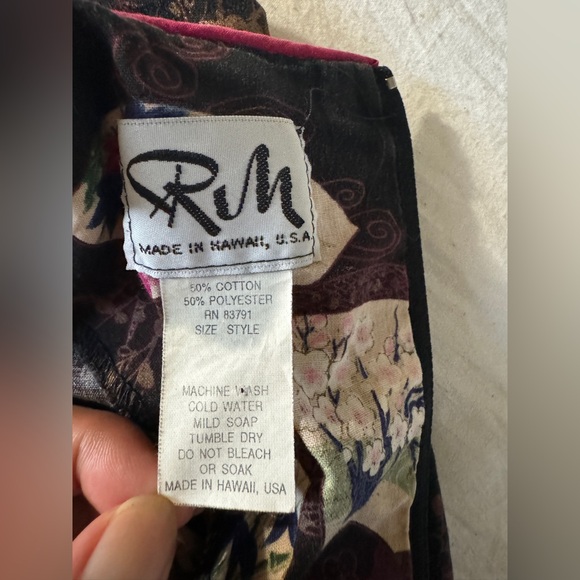 RM
MADE IN HAWAII, U.S.A
50% COTTON
50% POLYESTER
RN 83791
SIZE STYLE
MACHINE WASH
COLD WATER
MILD SOAP
TUMBLE DRY
DO NOT BLEACH
OR SOAK
MADE IN HAWAII, USA